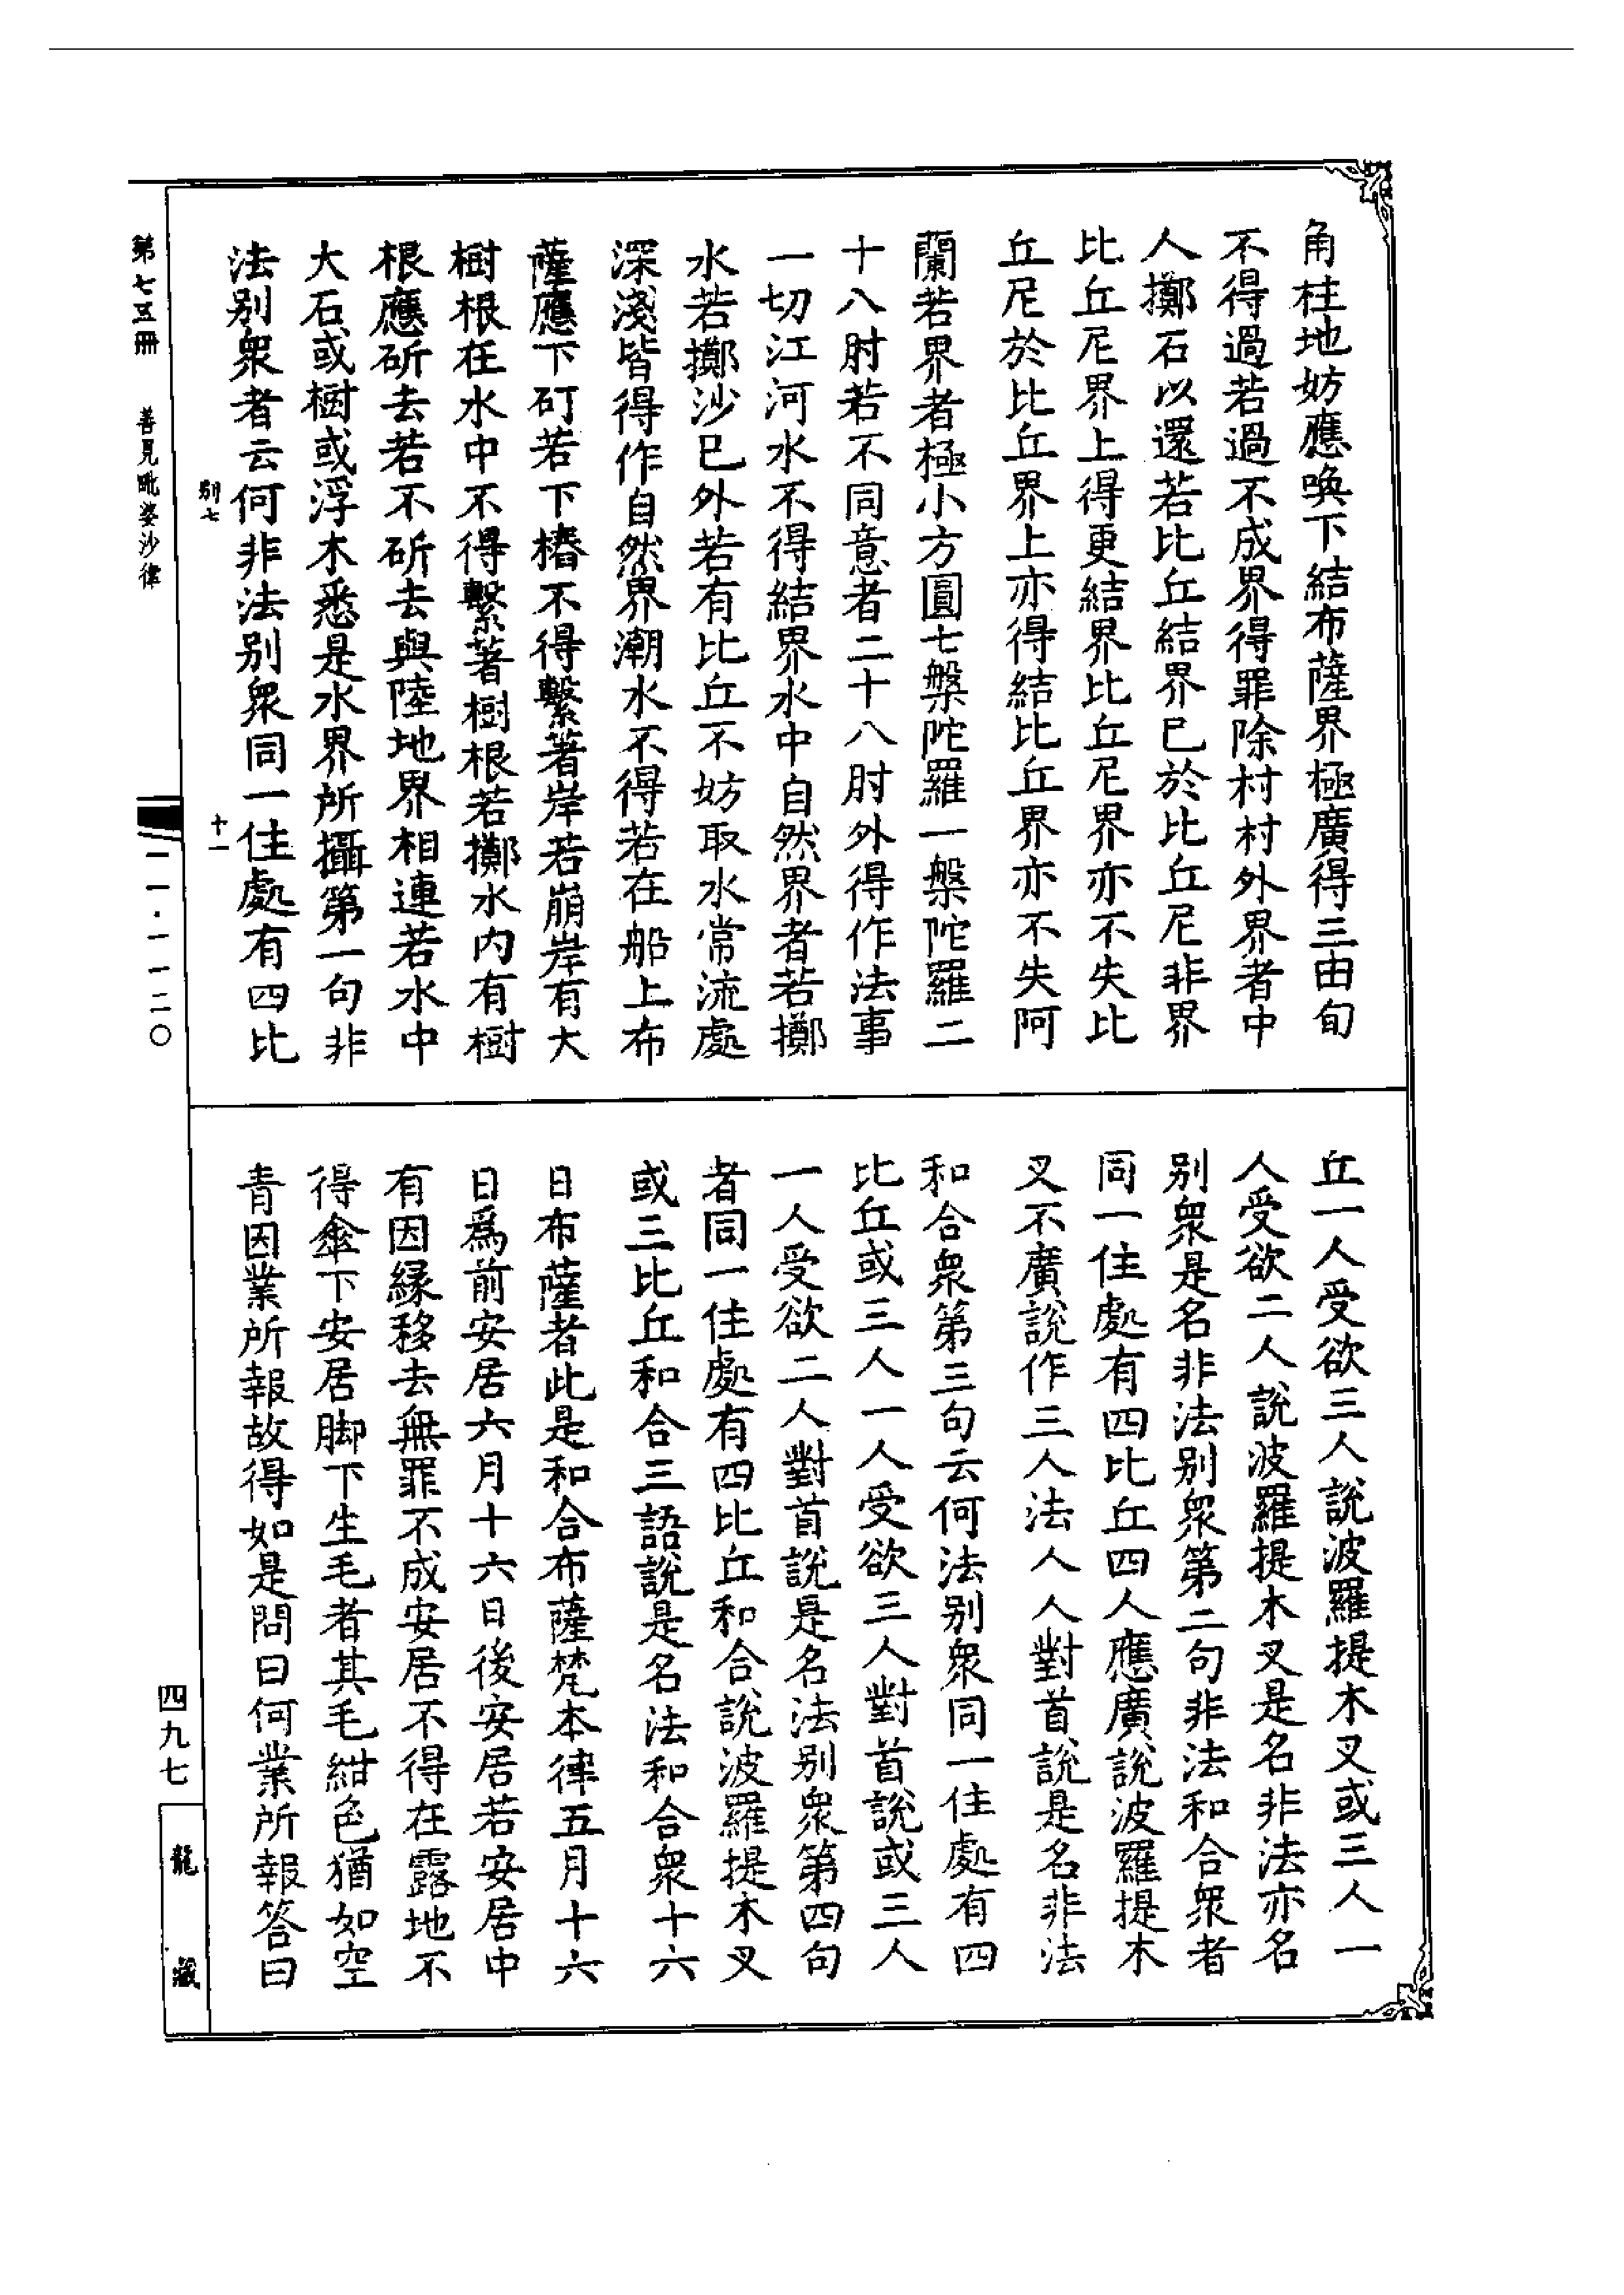 角柱地妨應喚下結布薩界極廣得三由旬
不得過若過不成界得罪除村村外界者中
人擲石以還若比丘結界已於比丘尼非界
比丘尼界上得更結界比丘尼界亦不失比
丘尼於比丘界上亦得結比丘界亦不失阿
蘭若界者極小方圓七槃陀羅一槃陀羅二
十八肘若不同意者二十八肘外得作法事
一切江河水不得結界水中自然界者若擲
水若擲沙已外若有比丘不妨取水常流處
深淺皆得作自然界潮水不得若在船上布
薩應下矴若下樁不得繫著岸若崩岸有大
樹根在水中不得繫著樹根若擲水內有樹
根應斫去若不斫去與陸地界相連若水中
大石或樹或浮木悉是水界所攝第一句非
法别衆者云何非法别衆同一住處有四比
丘一人受欲三人說波羅提木叉或三人一
人受欲二人說波羅提木叉是名非法亦名
别衆是名非法别衆第二句非法和合衆者
同一住處有四比丘四人應廣說波羅提木
叉不廣說作三人法人人對首說是名非法
和合衆第三句云何法别衆同一住處有四
比丘或三人一人受欲三人對首說或三人
一人受欲二人對首說是名法别衆第四句
者同一住處有四比丘和合說波羅提木叉
或三比丘和合三語說是名法和合衆十六
日布薩者此是和合布薩梵本律五月十六
日爲前安居六月十六日後安居若安居中
有因縁移去無罪不成安居不得在露地不
得傘下安居脚下生毛者其毛紺色猶如空
青因業所報故得如是問曰何業所報答曰
别七
十一
第七五冊 善見毗婆沙律
一一·一一二〇
四九七
龍藏